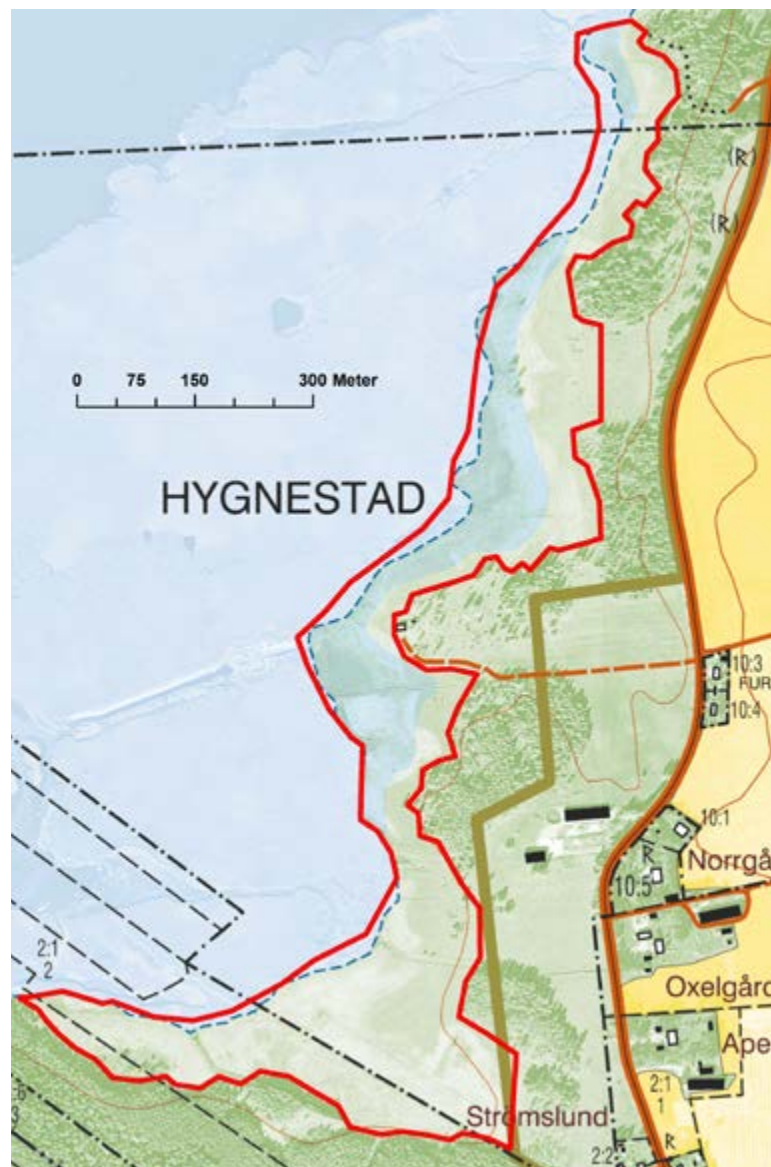 (R)
(R)
0 75 150 300 Meter
HYGNESTAD
10:3
FUR
10:4
10:1
Norrgå
R
10:5
2:1
2
Oxelgård
Ape
2:1
1
Strömslund
R
2:2
3